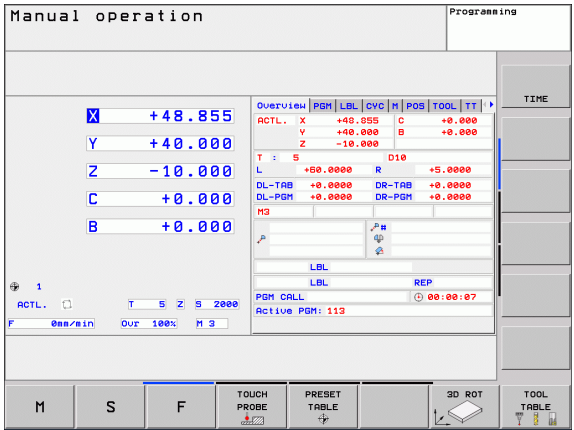 Manual operation
Programming
TIME
X +48.855
Y +40.000
Z -10.000
C +0.000
B +0.000
1
ACTL. T 5 Z S 2000
F 0mm/min Ovr 100% M 3
Overview PGM LBL CYC M POS TOOL TT
ACTL. X +48.855 C +0.000
Y +40.000 B +0.000
Z -10.000
T : 5 D10
L +60.0000 R +5.0000
DL-TAB +0.0000 DR-TAB +0.0000
DL-PGM +0.0000 DR-PGM +0.0000
M3
#
LBL
LBL REP
PGM CALL 00:00:07
Active PGM: 113
M
S
F
TOUCH
PROBE
PRESET
TABLE
3D ROT
TOOL
TABLE